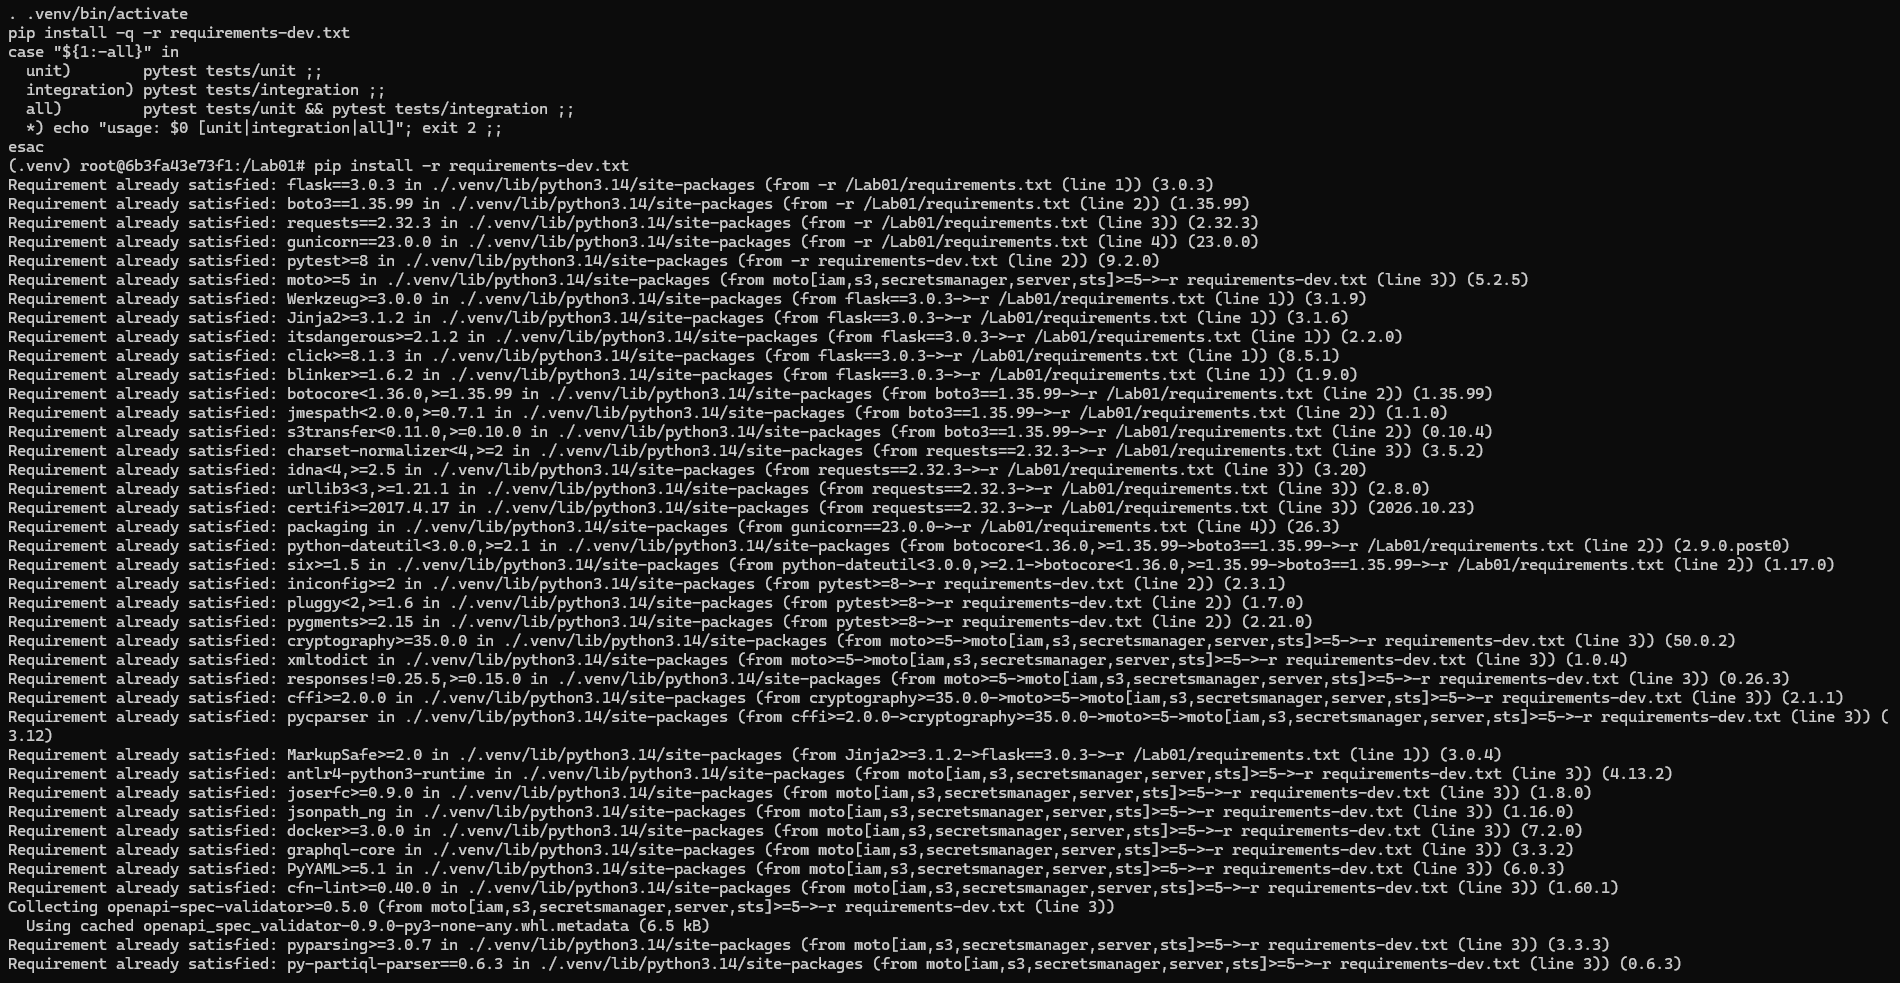 . .venv/bin/activate
pip install -q -r requirements-dev.txt
case "${1:-all}" in
  unit)        pytest tests/unit ;;
  integration) pytest tests/integration ;;
  all)         pytest tests/unit && pytest tests/integration ;;
  *) echo "usage: $0 [unit|integration|all]"; exit 2 ;;
esac
(.venv) root@6b3fa43e73f1:/Lab01# pip install -r requirements-dev.txt
Requirement already satisfied: flask==3.0.3 in ./.venv/lib/python3.14/site-packages (from -r /Lab01/requirements.txt (line 1)) (3.0.3)
Requirement already satisfied: boto3==1.35.99 in ./.venv/lib/python3.14/site-packages (from -r /Lab01/requirements.txt (line 2)) (1.35.99)
Requirement already satisfied: requests==2.32.3 in ./.venv/lib/python3.14/site-packages (from -r /Lab01/requirements.txt (line 3)) (2.32.3)
Requirement already satisfied: gunicorn==23.0.0 in ./.venv/lib/python3.14/site-packages (from -r /Lab01/requirements.txt (line 4)) (23.0.0)
Requirement already satisfied: pytest>=8 in ./.venv/lib/python3.14/site-packages (from -r requirements-dev.txt (line 2)) (9.2.0)
Requirement already satisfied: moto>=5 in ./.venv/lib/python3.14/site-packages (from moto[iam,s3,secretsmanager,server,sts]>=5->-r requirements-dev.txt (line 3)) (5.2.5)
Requirement already satisfied: Werkzeug>=3.0.0 in ./.venv/lib/python3.14/site-packages (from flask==3.0.3->-r /Lab01/requirements.txt (line 1)) (3.1.9)
Requirement already satisfied: Jinja2>=3.1.2 in ./.venv/lib/python3.14/site-packages (from flask==3.0.3->-r /Lab01/requirements.txt (line 1)) (3.1.6)
Requirement already satisfied: itsdangerous>=2.1.2 in ./.venv/lib/python3.14/site-packages (from flask==3.0.3->-r /Lab01/requirements.txt (line 1)) (2.2.0)
Requirement already satisfied: click>=8.1.3 in ./.venv/lib/python3.14/site-packages (from flask==3.0.3->-r /Lab01/requirements.txt (line 1)) (8.5.1)
Requirement already satisfied: blinker>=1.6.2 in ./.venv/lib/python3.14/site-packages (from flask==3.0.3->-r /Lab01/requirements.txt (line 1)) (1.9.0)
Requirement already satisfied: botocore<1.36.0,>=1.35.99 in ./.venv/lib/python3.14/site-packages (from boto3==1.35.99->-r /Lab01/requirements.txt (line 2)) (1.35.99)
Requirement already satisfied: jmespath<2.0.0,>=0.7.1 in ./.venv/lib/python3.14/site-packages (from boto3==1.35.99->-r /Lab01/requirements.txt (line 2)) (1.1.0)
Requirement already satisfied: s3transfer<0.11.0,>=0.10.0 in ./.venv/lib/python3.14/site-packages (from boto3==1.35.99->-r /Lab01/requirements.txt (line 2)) (0.10.4)
Requirement already satisfied: charset-normalizer<4,>=2 in ./.venv/lib/python3.14/site-packages (from requests==2.32.3->-r /Lab01/requirements.txt (line 3)) (3.5.2)
Requirement already satisfied: idna<4,>=2.5 in ./.venv/lib/python3.14/site-packages (from requests==2.32.3->-r /Lab01/requirements.txt (line 3)) (3.20)
Requirement already satisfied: urllib3<3,>=1.21.1 in ./.venv/lib/python3.14/site-packages (from requests==2.32.3->-r /Lab01/requirements.txt (line 3)) (2.8.0)
Requirement already satisfied: certifi>=2017.4.17 in ./.venv/lib/python3.14/site-packages (from requests==2.32.3->-r /Lab01/requirements.txt (line 3)) (2026.10.23)
Requirement already satisfied: packaging in ./.venv/lib/python3.14/site-packages (from gunicorn==23.0.0->-r /Lab01/requirements.txt (line 4)) (26.3)
Requirement already satisfied: python-dateutil<3.0.0,>=2.1 in ./.venv/lib/python3.14/site-packages (from botocore<1.36.0,>=1.35.99->boto3==1.35.99->-r /Lab01/requirements.txt (line 2)) (2.9.0.post0)
Requirement already satisfied: six>=1.5 in ./.venv/lib/python3.14/site-packages (from python-dateutil<3.0.0,>=2.1->botocore<1.36.0,>=1.35.99->boto3==1.35.99->-r /Lab01/requirements.txt (line 2)) (1.17.0)
Requirement already satisfied: iniconfig>=2 in ./.venv/lib/python3.14/site-packages (from pytest>=8->-r requirements-dev.txt (line 2)) (2.3.1)
Requirement already satisfied: pluggy<2,>=1.6 in ./.venv/lib/python3.14/site-packages (from pytest>=8->-r requirements-dev.txt (line 2)) (1.7.0)
Requirement already satisfied: pygments>=2.15 in ./.venv/lib/python3.14/site-packages (from pytest>=8->-r requirements-dev.txt (line 2)) (2.21.0)
Requirement already satisfied: cryptography>=35.0.0 in ./.venv/lib/python3.14/site-packages (from moto>=5->moto[iam,s3,secretsmanager,server,sts]>=5->-r requirements-dev.txt (line 3)) (50.0.2)
Requirement already satisfied: xmltodict in ./.venv/lib/python3.14/site-packages (from moto>=5->moto[iam,s3,secretsmanager,server,sts]>=5->-r requirements-dev.txt (line 3)) (1.0.4)
Requirement already satisfied: responses!=0.25.5,>=0.15.0 in ./.venv/lib/python3.14/site-packages (from moto>=5->moto[iam,s3,secretsmanager,server,sts]>=5->-r requirements-dev.txt (line 3)) (0.26.3)
Requirement already satisfied: cffi>=2.0.0 in ./.venv/lib/python3.14/site-packages (from cryptography>=35.0.0->moto>=5->moto[iam,s3,secretsmanager,server,sts]>=5->-r requirements-dev.txt (line 3)) (2.1.1)
Requirement already satisfied: pycparser in ./.venv/lib/python3.14/site-packages (from cffi>=2.0.0->cryptography>=35.0.0->moto>=5->moto[iam,s3,secretsmanager,server,sts]>=5->-r requirements-dev.txt (line 3)) (
3.12)
Requirement already satisfied: MarkupSafe>=2.0 in ./.venv/lib/python3.14/site-packages (from Jinja2>=3.1.2->flask==3.0.3->-r /Lab01/requirements.txt (line 1)) (3.0.4)
Requirement already satisfied: antlr4-python3-runtime in ./.venv/lib/python3.14/site-packages (from moto[iam,s3,secretsmanager,server,sts]>=5->-r requirements-dev.txt (line 3)) (4.13.2)
Requirement already satisfied: joserfc>=0.9.0 in ./.venv/lib/python3.14/site-packages (from moto[iam,s3,secretsmanager,server,sts]>=5->-r requirements-dev.txt (line 3)) (1.8.0)
Requirement already satisfied: jsonpath_ng in ./.venv/lib/python3.14/site-packages (from moto[iam,s3,secretsmanager,server,sts]>=5->-r requirements-dev.txt (line 3)) (1.16.0)
Requirement already satisfied: docker>=3.0.0 in ./.venv/lib/python3.14/site-packages (from moto[iam,s3,secretsmanager,server,sts]>=5->-r requirements-dev.txt (line 3)) (7.2.0)
Requirement already satisfied: graphql-core in ./.venv/lib/python3.14/site-packages (from moto[iam,s3,secretsmanager,server,sts]>=5->-r requirements-dev.txt (line 3)) (3.3.2)
Requirement already satisfied: PyYAML>=5.1 in ./.venv/lib/python3.14/site-packages (from moto[iam,s3,secretsmanager,server,sts]>=5->-r requirements-dev.txt (line 3)) (6.0.3)
Requirement already satisfied: cfn-lint>=0.40.0 in ./.venv/lib/python3.14/site-packages (from moto[iam,s3,secretsmanager,server,sts]>=5->-r requirements-dev.txt (line 3)) (1.60.1)
Collecting openapi-spec-validator>=0.5.0 (from moto[iam,s3,secretsmanager,server,sts]>=5->-r requirements-dev.txt (line 3))
  Using cached openapi_spec_validator-0.9.0-py3-none-any.whl.metadata (6.5 kB)
Requirement already satisfied: pyparsing>=3.0.7 in ./.venv/lib/python3.14/site-packages (from moto[iam,s3,secretsmanager,server,sts]>=5->-r requirements-dev.txt (line 3)) (3.3.3)
Requirement already satisfied: py-partiql-parser==0.6.3 in ./.venv/lib/python3.14/site-packages (from moto[iam,s3,secretsmanager,server,sts]>=5->-r requirements-dev.txt (line 3)) (0.6.3)